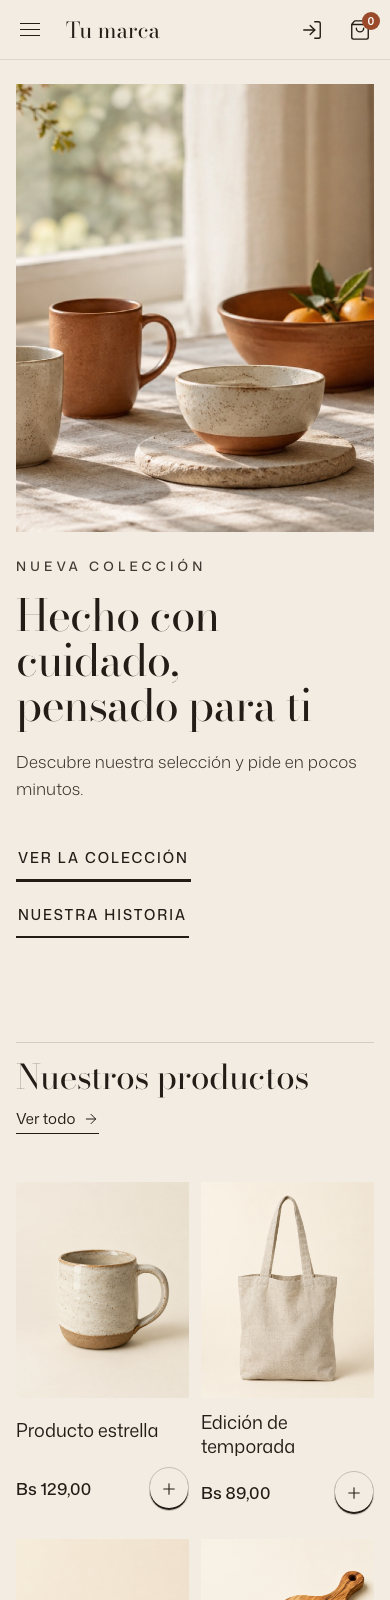 Tu marca
0
NUEVA COLECCIÓN
Hecho con
cuidado,
pensado para ti
Descubre nuestra selección y pide en pocos
minutos.
VER LA COLECCIÓN
NUESTRA HISTORIA
Nuestros productos
Ver todo
Producto estrella
Bs 129,00
Edición de
temporada
Bs 89,00